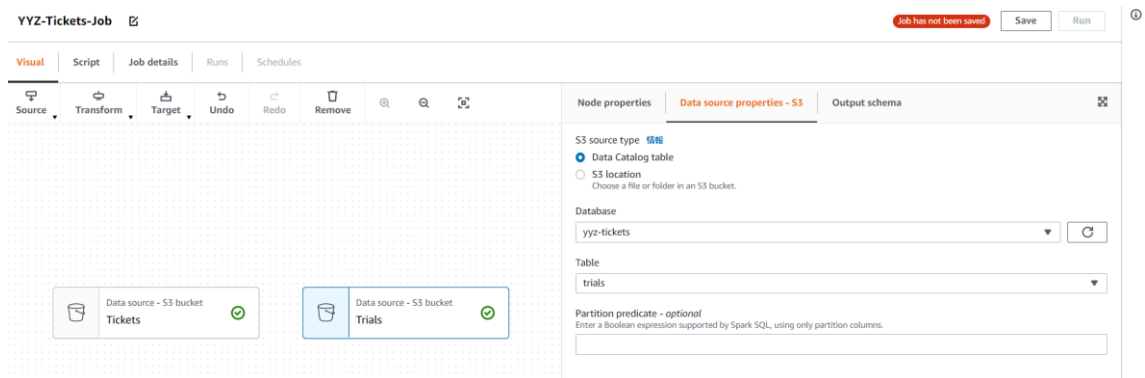 YYZ-Tickets-Job
Job has not been saved
Save
Run
Visual
Script
Job details
Runs
Schedules
Source
Transform
Target
Undo
Redo
Remove
Node properties
Data source properties - S3
Output schema
S3 source type 情報
Data Catalog table
S3 location
Choose a file or folder in an S3 bucket.
Database
yyz-tickets
Table
trials
Partition predicate - optional
Enter a Boolean expression supported by Spark SQL, using only partition columns.
Data source - S3 bucket
Tickets
Data source - S3 bucket
Trials